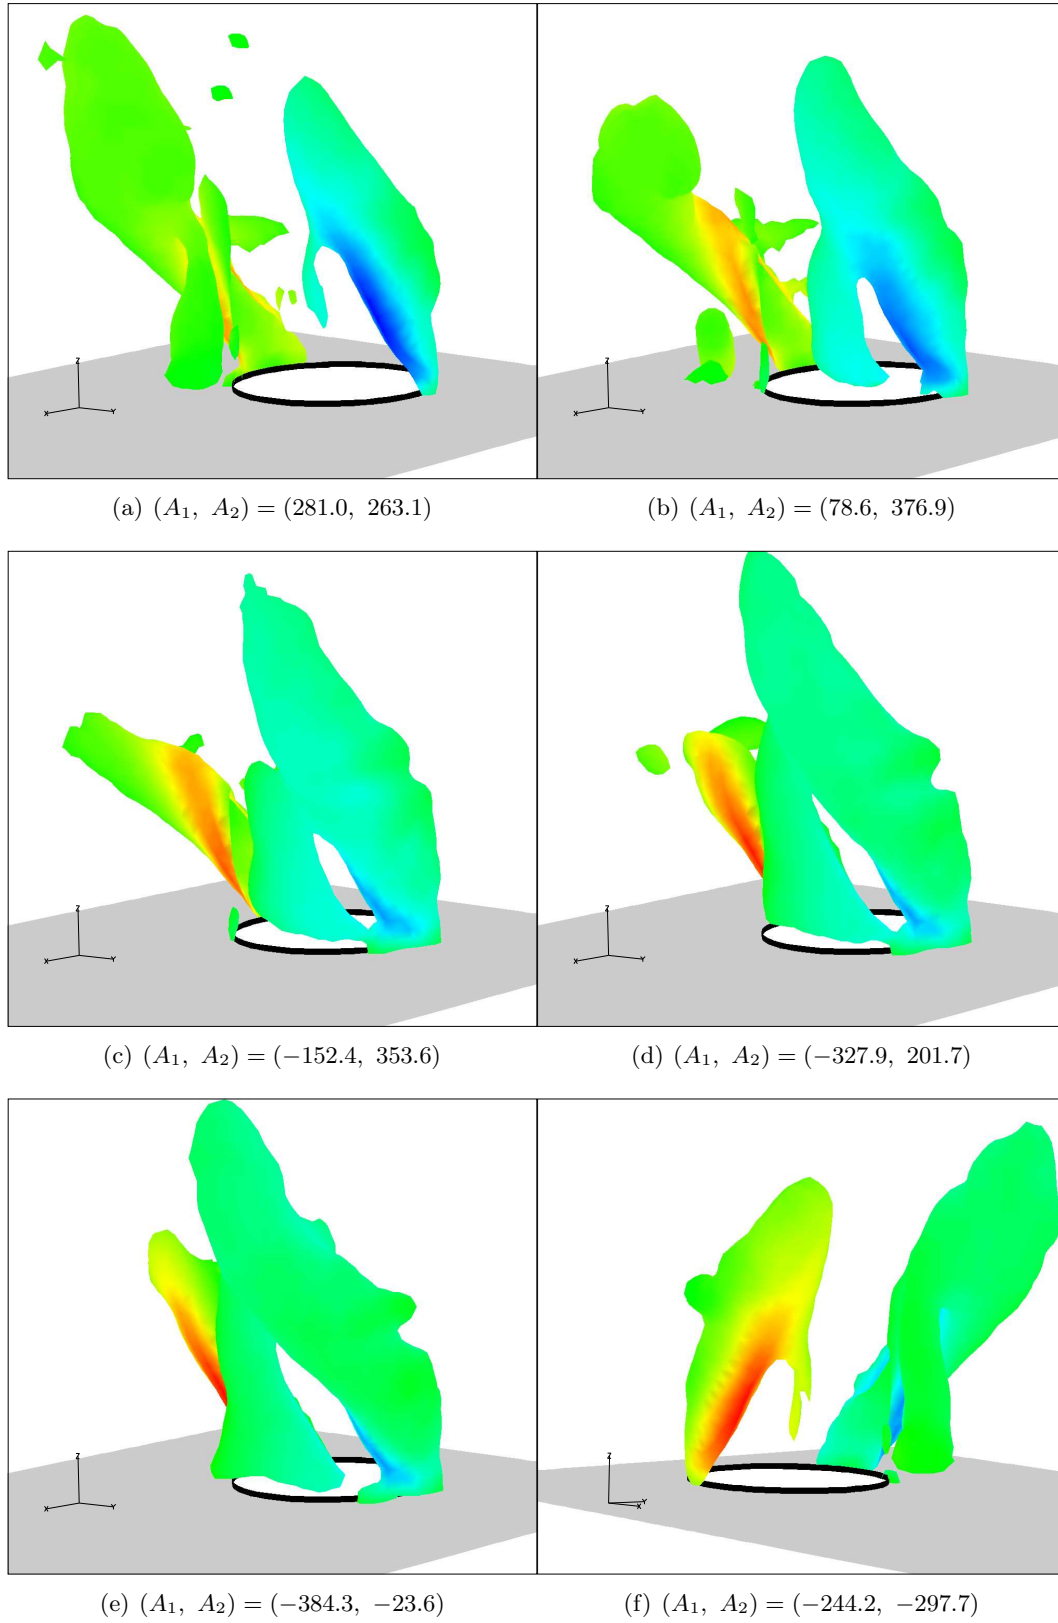 Z
X
Y
Z
X
Y
(a) (A₁, A₂) = (281.0, 263.1)
(b) (A₁, A₂) = (78.6, 376.9)
Z
X
Y
Z
X
Y
(c) (A₁, A₂) = (−152.4, 353.6)
(d) (A₁, A₂) = (−327.9, 201.7)
Z
X
Y
Z
Y
X
(e) (A₁, A₂) = (−384.3, −23.6)
(f) (A₁, A₂) = (−244.2, −297.7)